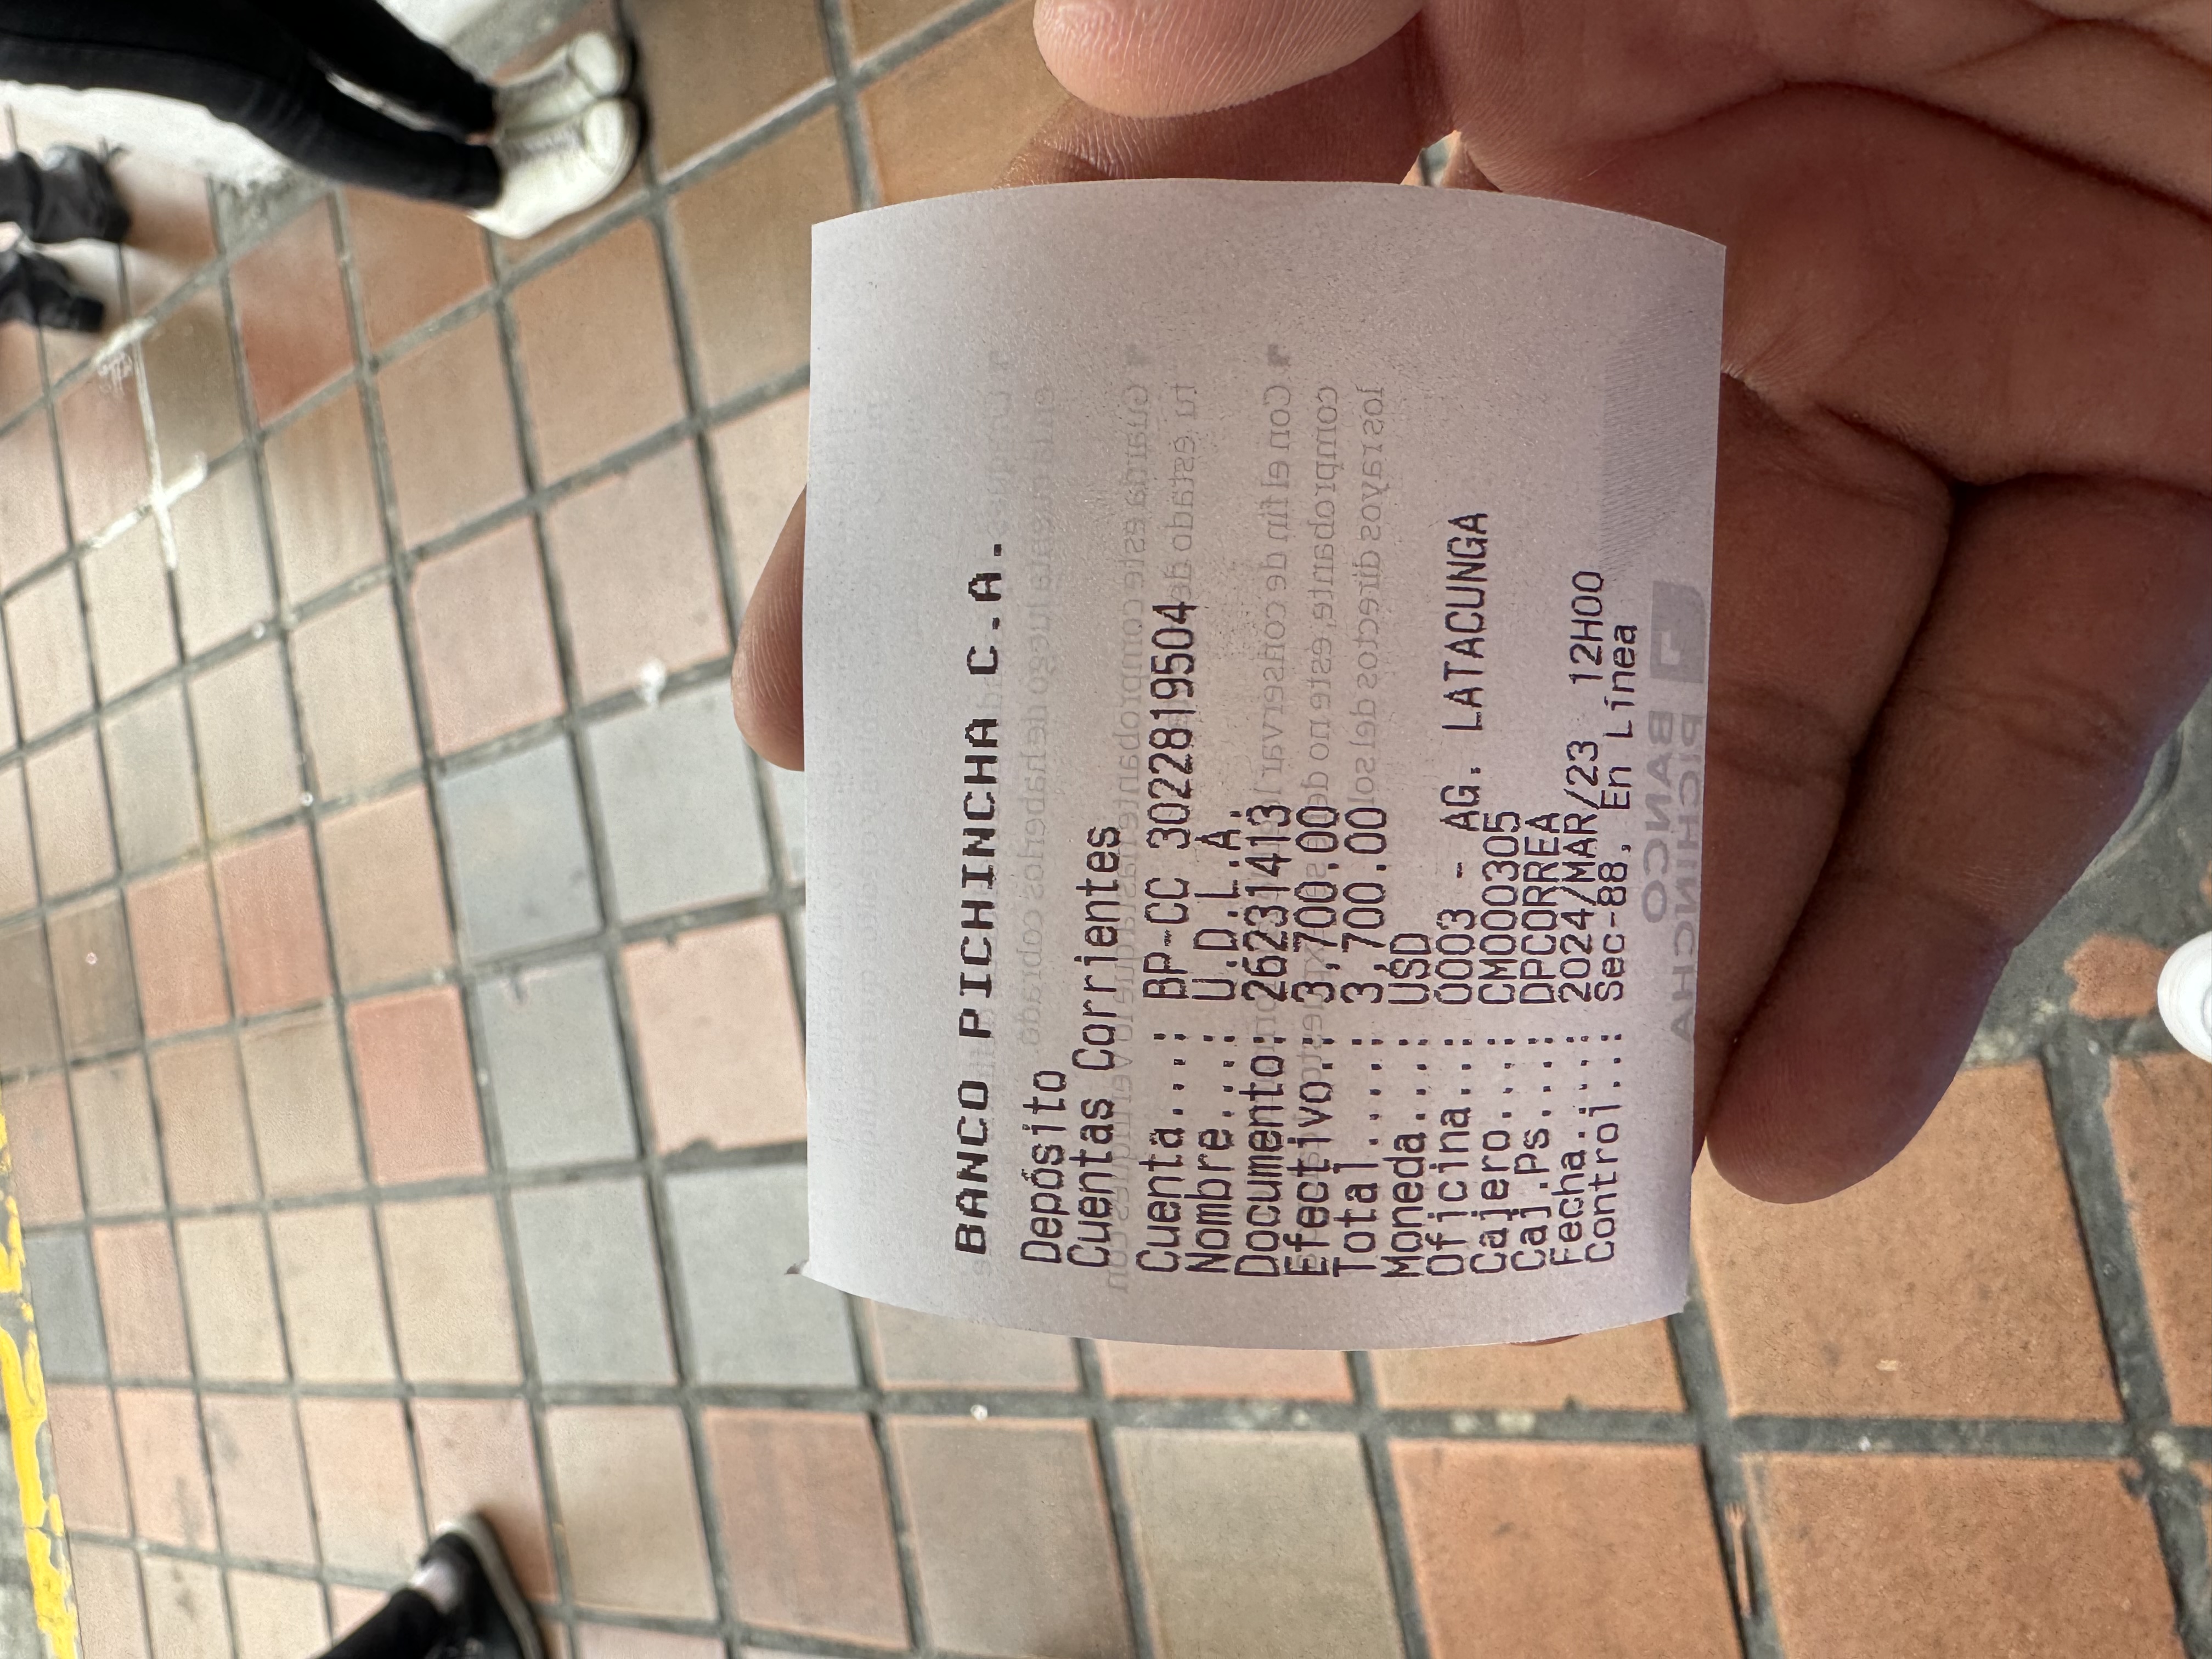 BANCO PICHINCHA C.A.
Depósito
Cuentas Corrientes
Cuenta....: BP-CC 3022819504
Nombre....: U.D.L.A.
Documento: 26231413
Efectivo.: 3,700.00
Total ....: 3,700.00
Moneda....: USD
Oficina...: 0003 - AG. LATACUNGA
Cajero....: CM000305
Caj.Ps....: DPCORREA
Fecha.....: 2024/MAR/23 12H00
Control...: Sec-88, En Línea
BANCO
PICHINCHA